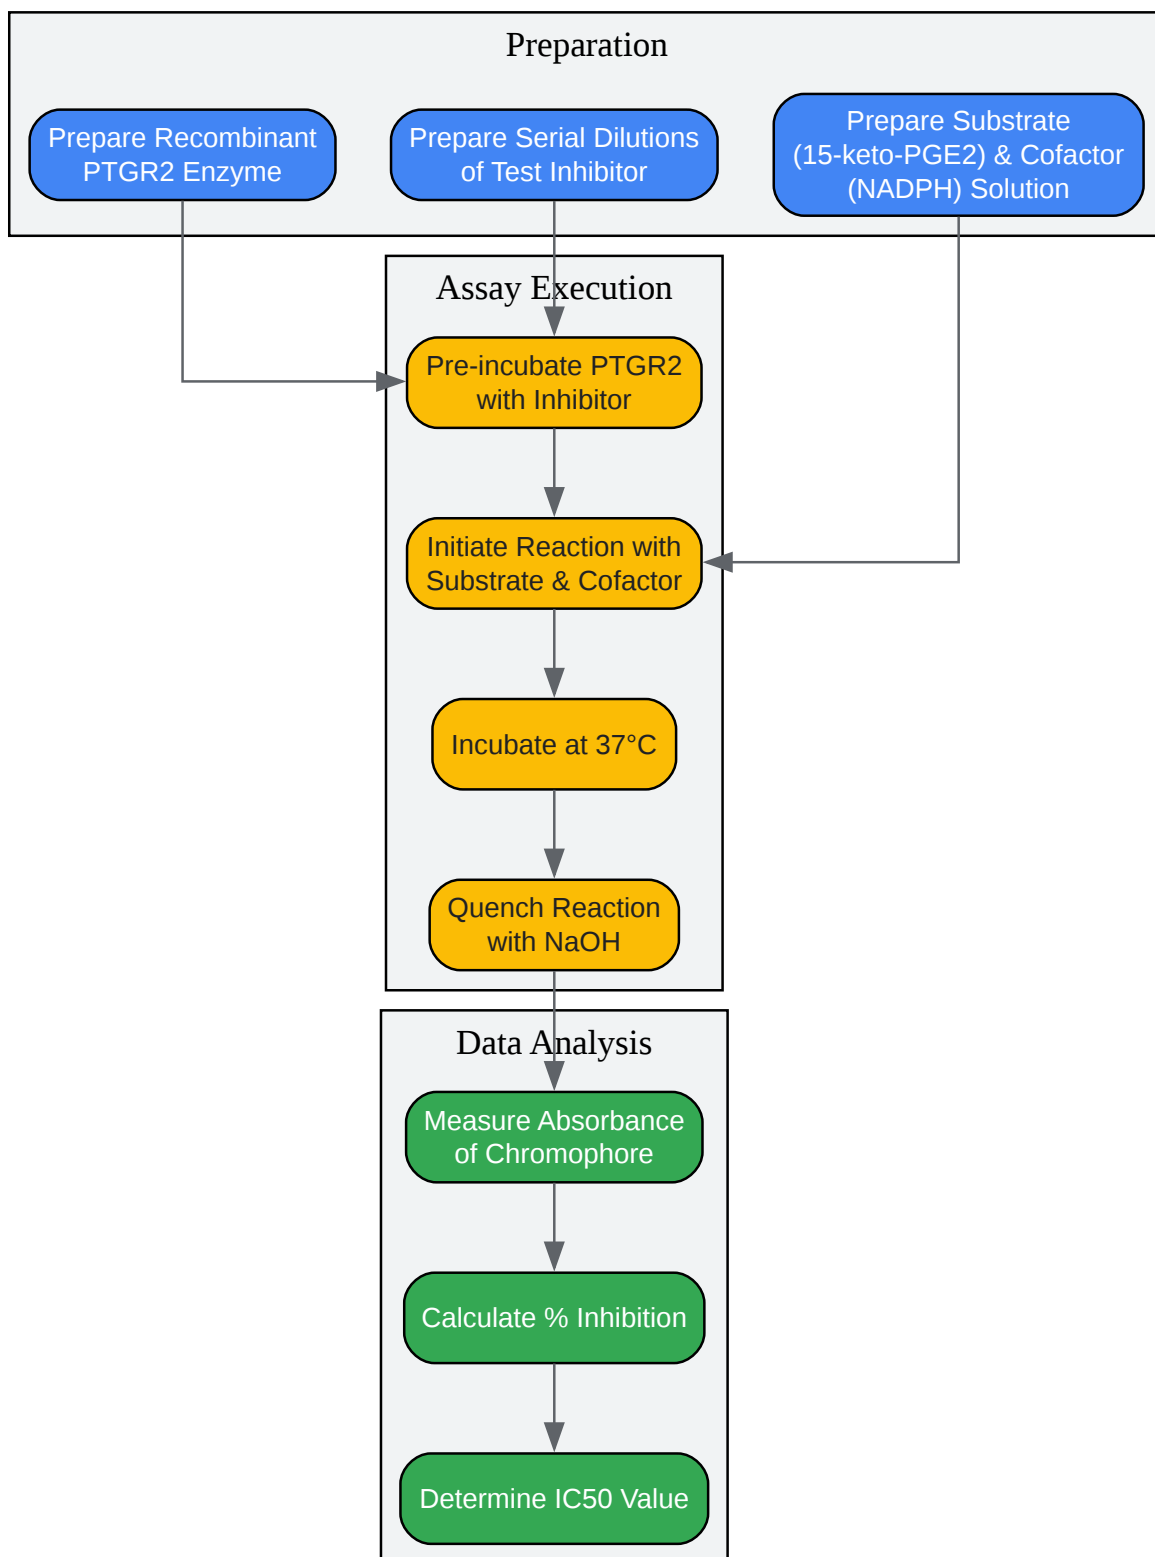 Preparation
Prepare Recombinant
PTGR2 Enzyme
Prepare Serial Dilutions
of Test Inhibitor
Prepare Substrate
(15-keto-PGE2) & Cofactor
(NADPH) Solution
Assay Execution
Pre-incubate PTGR2
with Inhibitor
Initiate Reaction with
Substrate & Cofactor
Incubate at 37°C
Quench Reaction
with NaOH
Data Analysis
Measure Absorbance
of Chromophore
Calculate % Inhibition
Determine IC50 Value